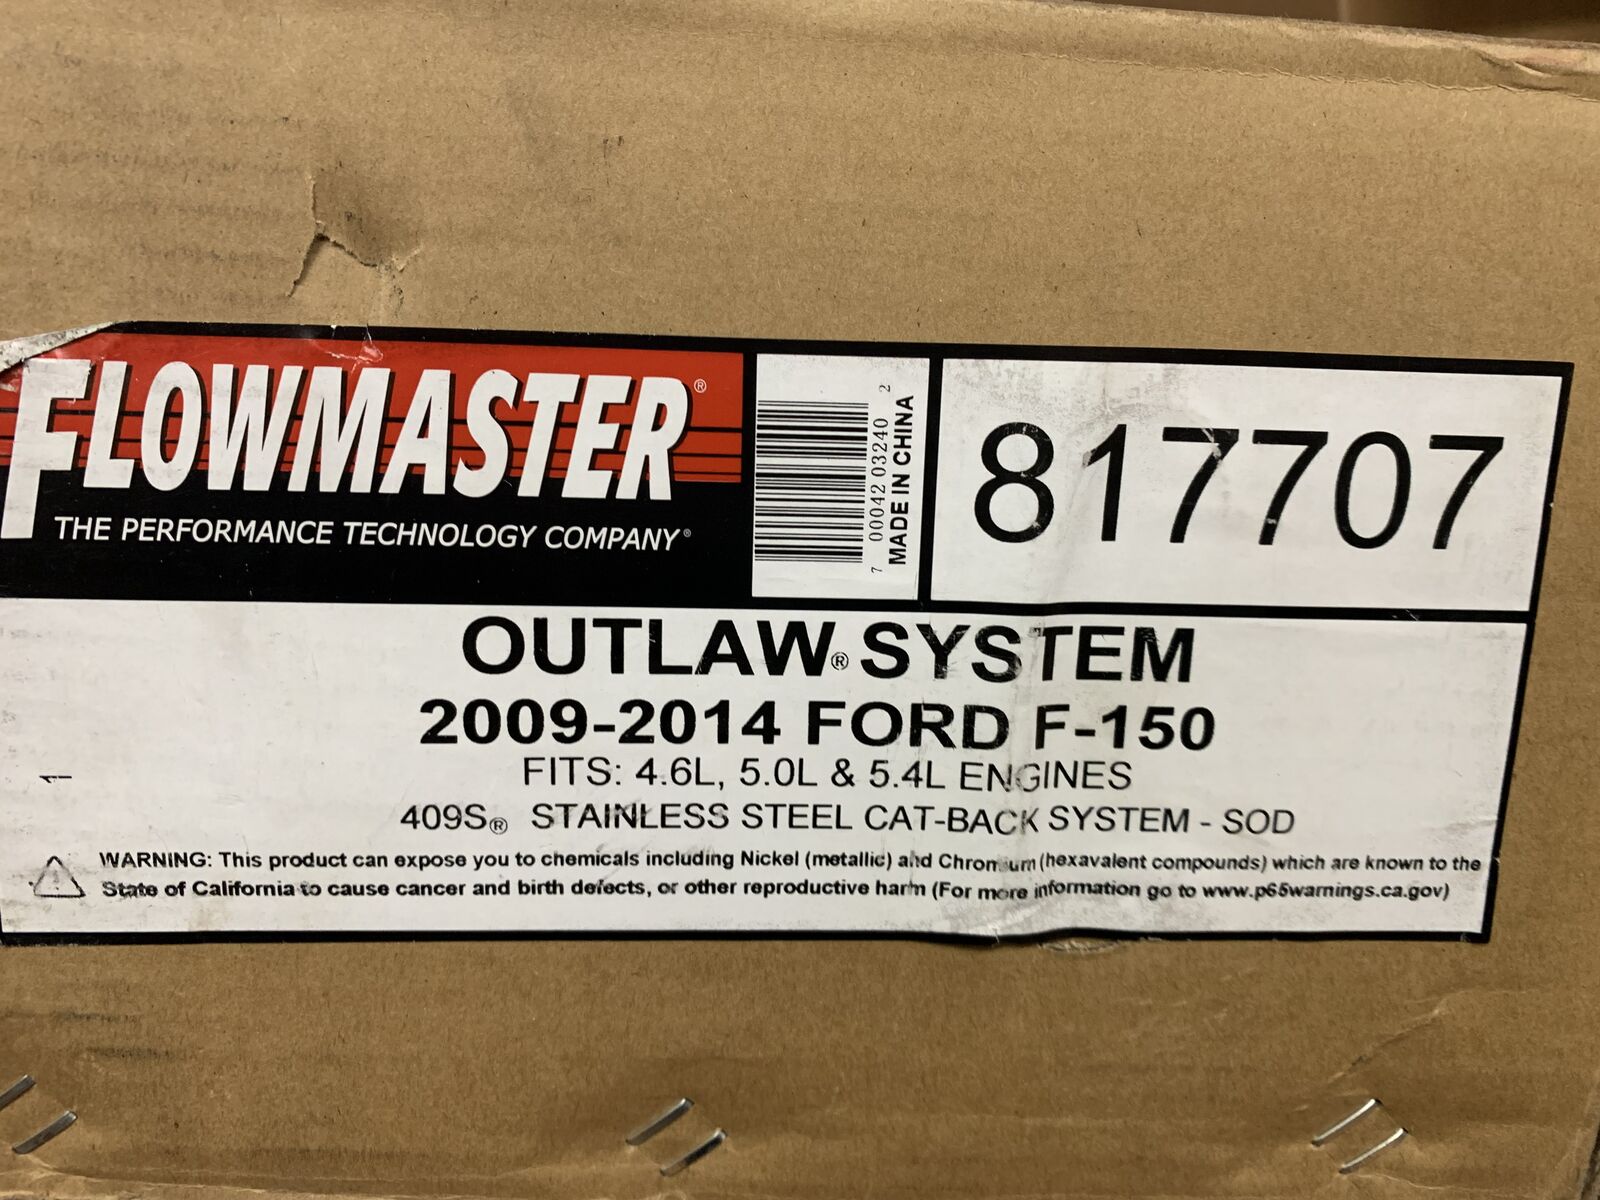 FLOWMASTER®
THE PERFORMANCE TECHNOLOGY COMPANY®
7 00042 03240 2
MADE IN CHINA
817707
OUTLAW® SYSTEM
2009-2014 FORD F-150
FITS: 4.6L, 5.0L & 5.4L ENGINES
409S® STAINLESS STEEL CAT-BACK SYSTEM - SOD
WARNING: This product can expose you to chemicals including Nickel (metallic) and Chromium (hexavalent compounds) which are known to the
State of California to cause cancer and birth defects, or other reproductive harm (For more information go to www.p65warnings.ca.gov)